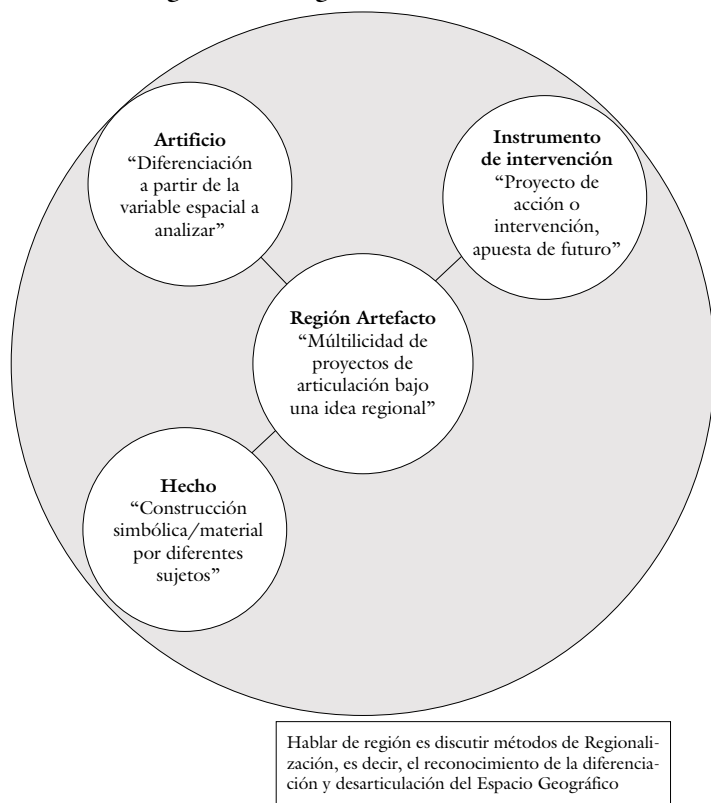 Artificio
“Diferenciación
a partir de la
variable espacial a
analizar”
Instrumento
de intervención
“Proyecto de
acción o
intervención,
apuesta de futuro”
Región Artefacto
“Múltilicidad de
proyectos de
articulación bajo
una idea regional”
Hecho
“Construcción
simbólica/material
por diferentes
sujetos”
Hablar de región es discutir métodos de Regionali-
zación, es decir, el reconocimiento de la diferencia-
ción y desarticulación del Espacio Geográfico